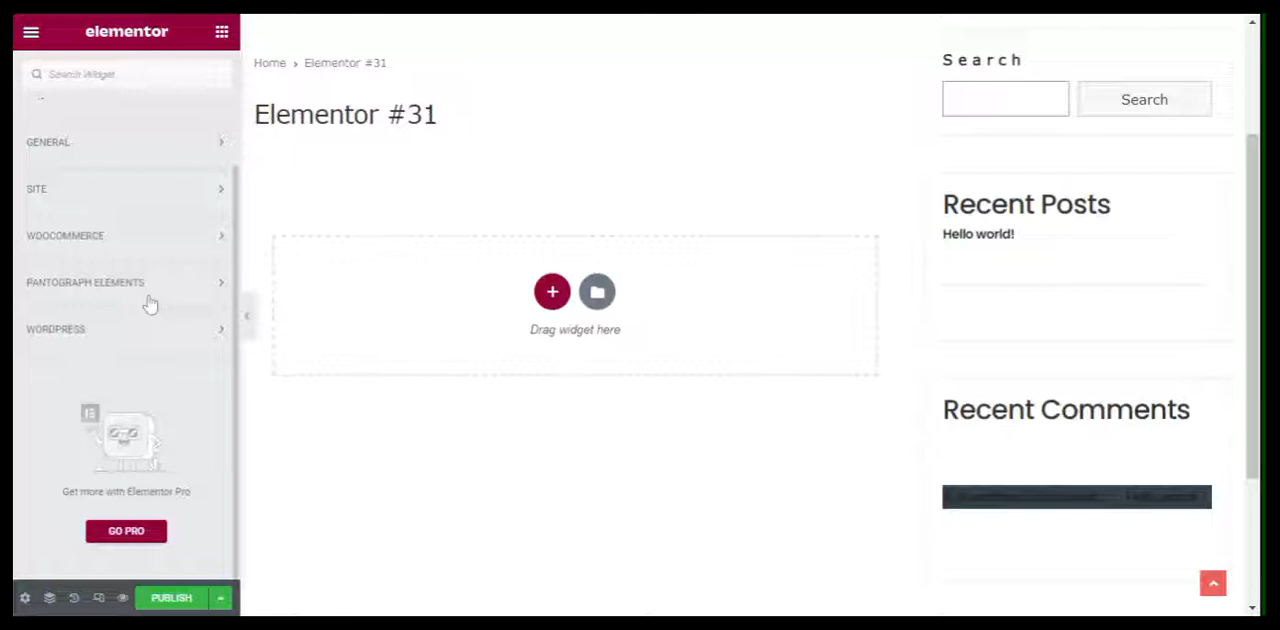 elementor
Search Widget
GENERAL
SITE
WOOCOMMERCE
PANTOGRAPH ELEMENTS
WORDPRESS
Get more with Elementor Pro
GO PRO
PUBLISH
Home › Elementor #31
Elementor #31
Drag widget here
Search
Search
Recent Posts
Hello world!
Recent Comments